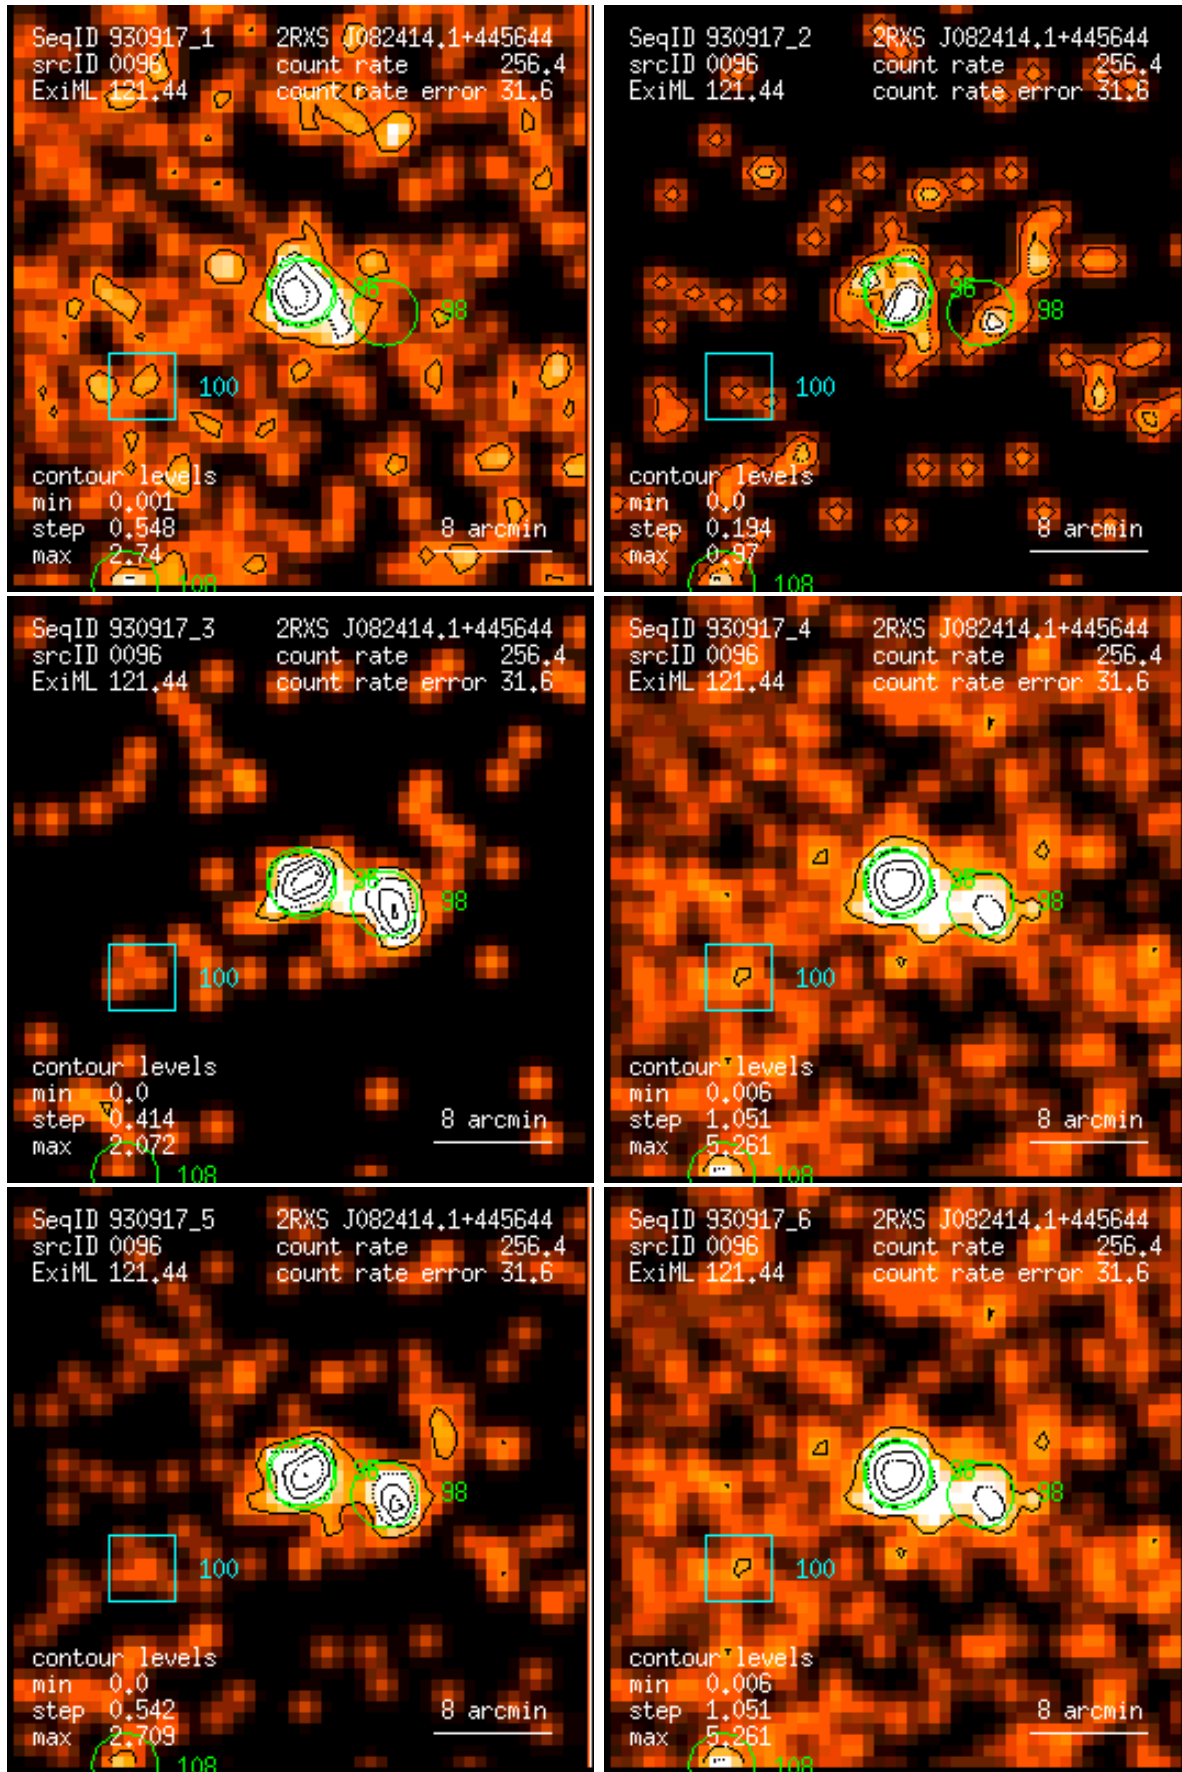 SeqID 930917_1 2RXS J082414.1+445644
srcID 0096 count rate 256.4
ExiML 121.44 count rate error 31.6
96
98
100
contour levels
min 0.001
step 0.548 8 arcmin
max 2.74
108
SeqID 930917_2 2RXS J082414.1+445644
srcID 0096 count rate 256.4
ExiML 121.44 count rate error 31.6
96
98
100
contour levels
min 0.0
step 0.194 8 arcmin
max 0.97
108
SeqID 930917_3 2RXS J082414.1+445644
srcID 0096 count rate 256.4
ExiML 121.44 count rate error 31.6
96
98
100
contour levels
min 0.0
step 0.414 8 arcmin
max 2.072
108
SeqID 930917_4 2RXS J082414.1+445644
srcID 0096 count rate 256.4
ExiML 121.44 count rate error 31.6
96
98
100
contour levels
min 0.006
step 1.051 8 arcmin
max 5.261
108
SeqID 930917_5 2RXS J082414.1+445644
srcID 0096 count rate 256.4
ExiML 121.44 count rate error 31.6
96
98
100
contour levels
min 0.0
step 0.542 8 arcmin
max 2.709
108
SeqID 930917_6 2RXS J082414.1+445644
srcID 0096 count rate 256.4
ExiML 121.44 count rate error 31.6
96
98
100
contour levels
min 0.006
step 1.051 8 arcmin
max 5.261
108